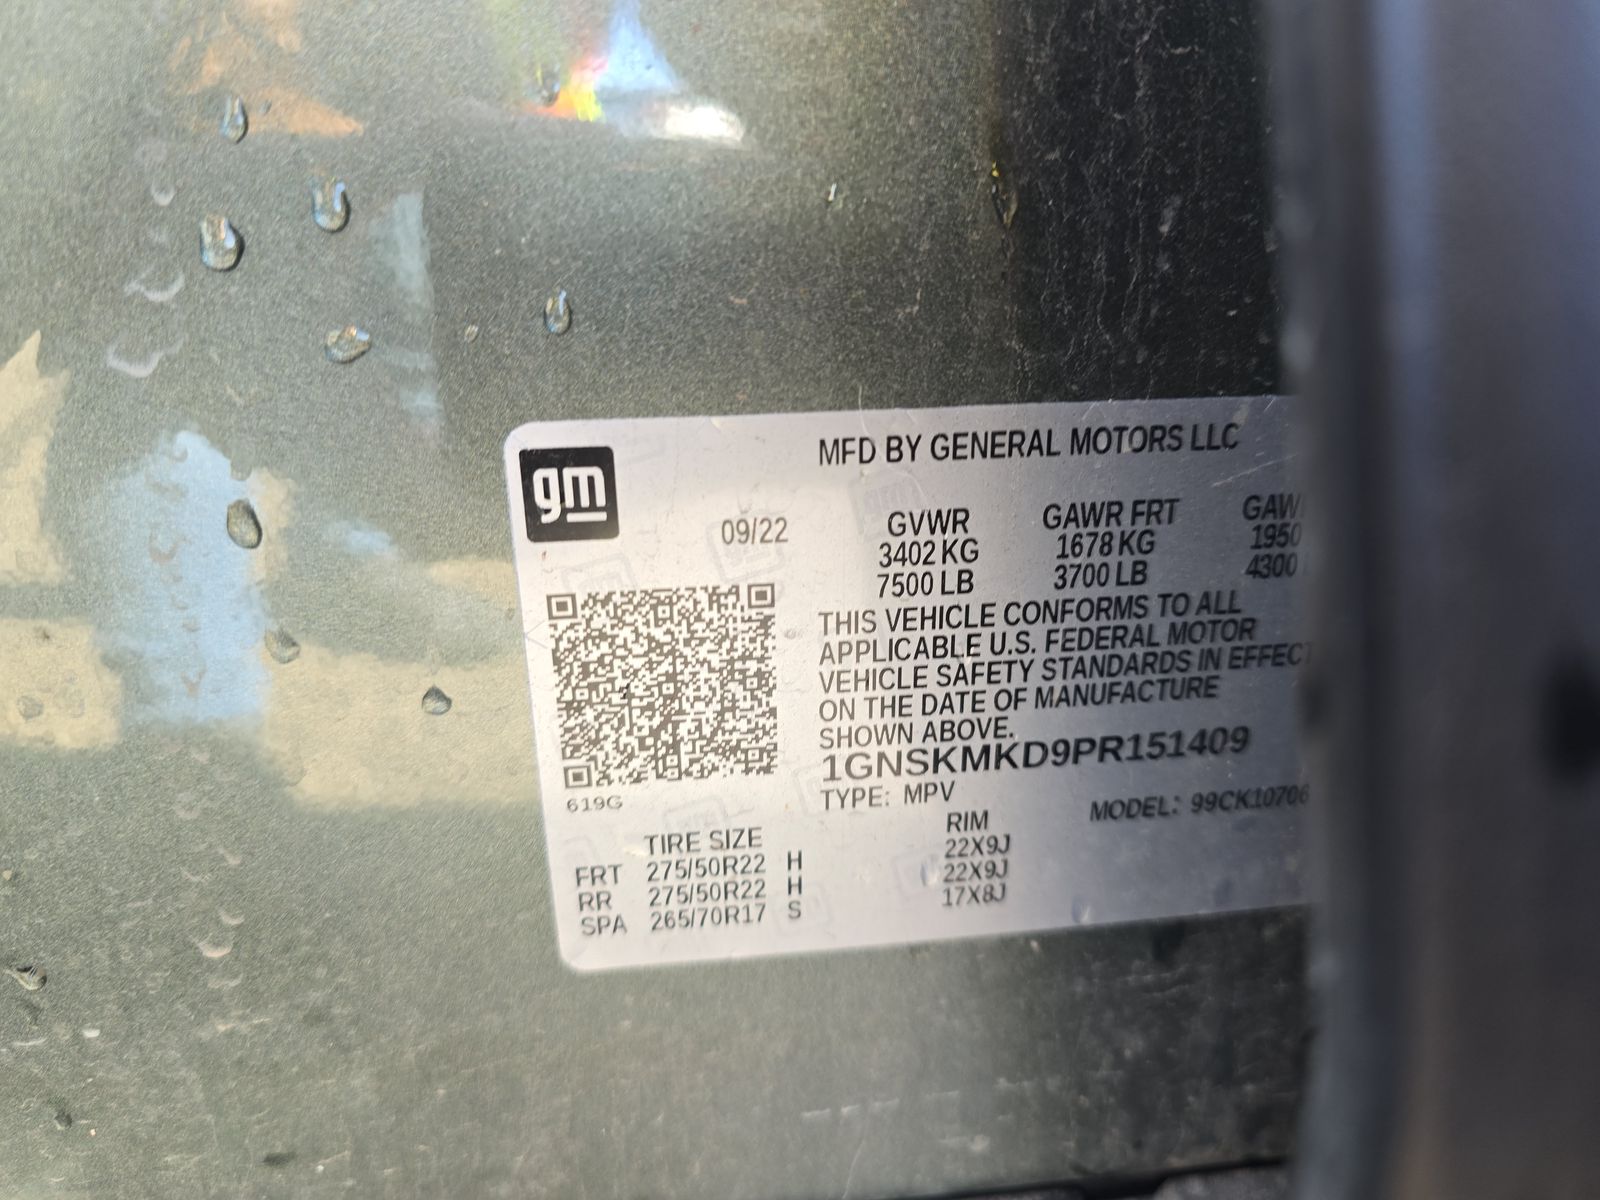 gm
MFD BY GENERAL MOTORS LLC
09/22
GVWR GAWR FRT
3402 KG 1678 KG 1950
7500 LB 3700 LB 4300
THIS VEHICLE CONFORMS TO ALL
APPLICABLE U.S. FEDERAL MOTOR
VEHICLE SAFETY STANDARDS IN EFFECT
ON THE DATE OF MANUFACTURE
SHOWN ABOVE.
1GNSKMKD9PR151409
TYPE: MPV MODEL: 99CK10706
619G
TIRE SIZE RIM
FRT 275/50R22 H 22X9J
RR 275/50R22 H 22X9J
SPA 265/70R17 S 17X8J